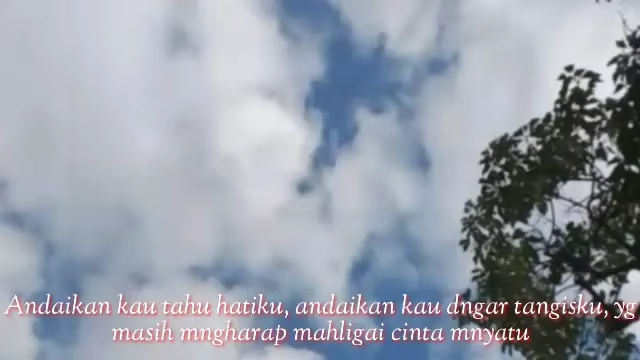 Andaikan kau tahu hatiku, andaikan kau dngar tangisku, yg
masih mngharap mahligai cinta mnyatu